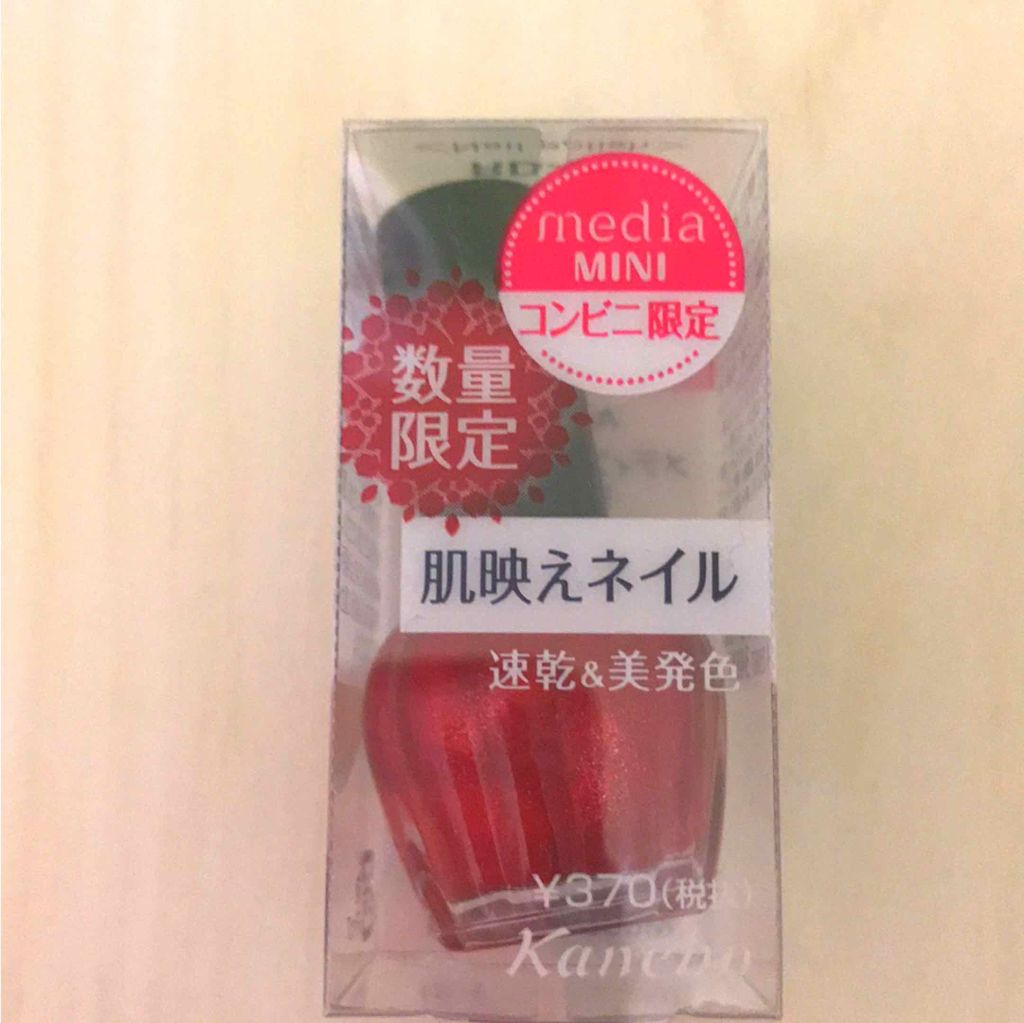 media
MINI
コンビニ限定
数量
限定
肌映えネイル
速乾&美発色
¥370(税抜)
Kanebo